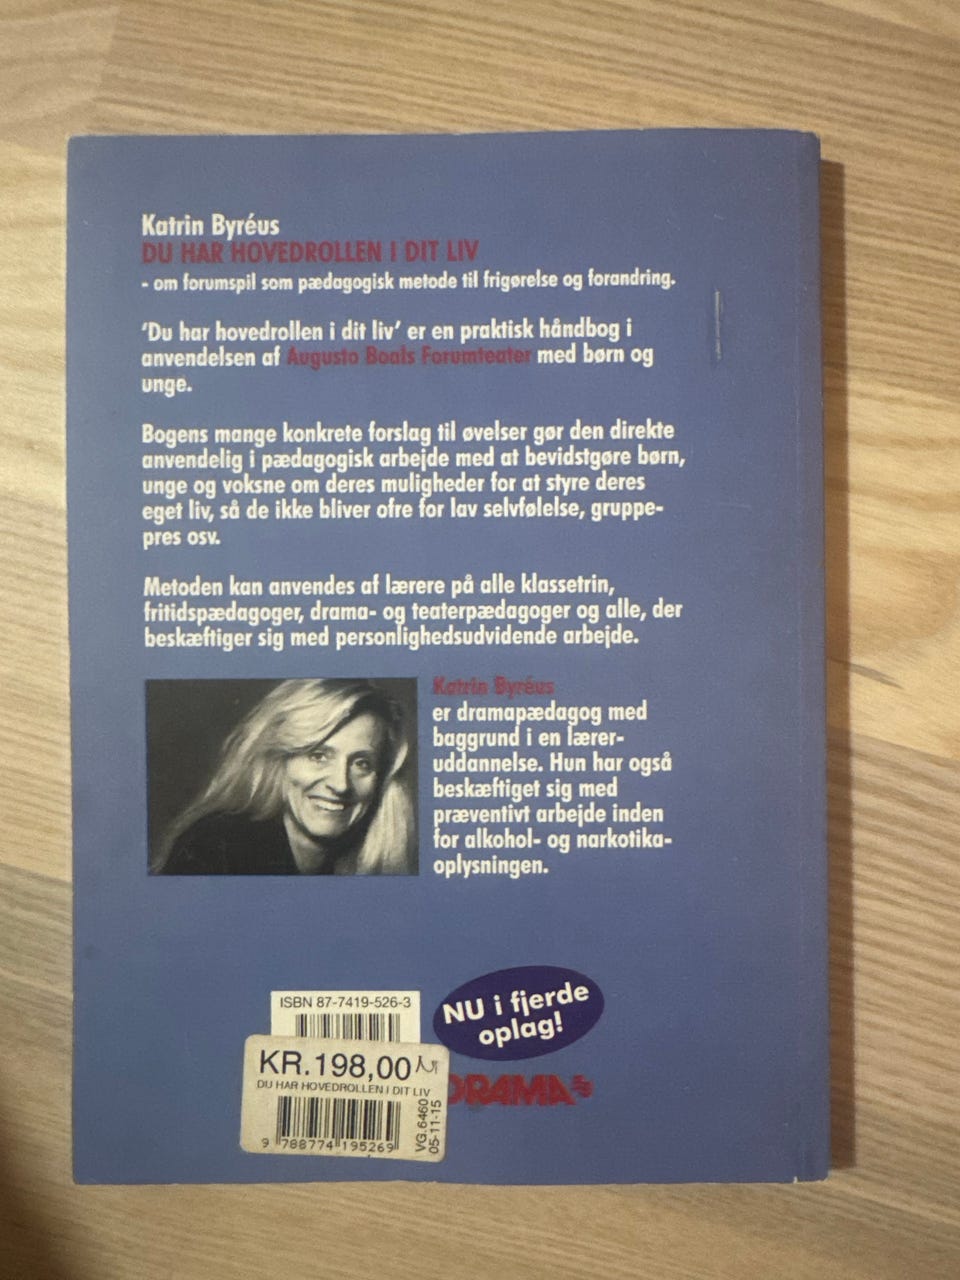 Katrin Byréus
DU HAR HOVEDROLLEN I DIT LIV
- om forumspil som pædagogisk metode til frigørelse og forandring.
'Du har hovedrollen i dit liv' er en praktisk håndbog i
anvendelsen af Augusto Boals Forumteater med børn og
unge.
Bogens mange konkrete forslag til øvelser gør den direkte
anvendelig i pædagogisk arbejde med at bevidstgøre børn,
unge og voksne om deres muligheder for at styre deres
eget liv, så de ikke bliver ofre for lav selvfølelse, gruppe-
pres osv.
Metoden kan anvendes af lærere på alle klassetrin,
fritidspædagoger, drama- og teaterpædagoger og alle, der
beskæftiger sig med personlighedsudvidende arbejde.
Katrin Byréus
er dramapædagog med
baggrund i en lærer-
uddannelse. Hun har også
beskæftiget sig med
præventivt arbejde inden
for alkohol- og narkotika-
oplysningen.
ISBN 87-7419-526-3
NU i fjerde
oplag!
KR.198,00
DU HAR HOVEDROLLEN I DIT LIV
9 788774 195269
VG.6460
05-11-15
DRAMA